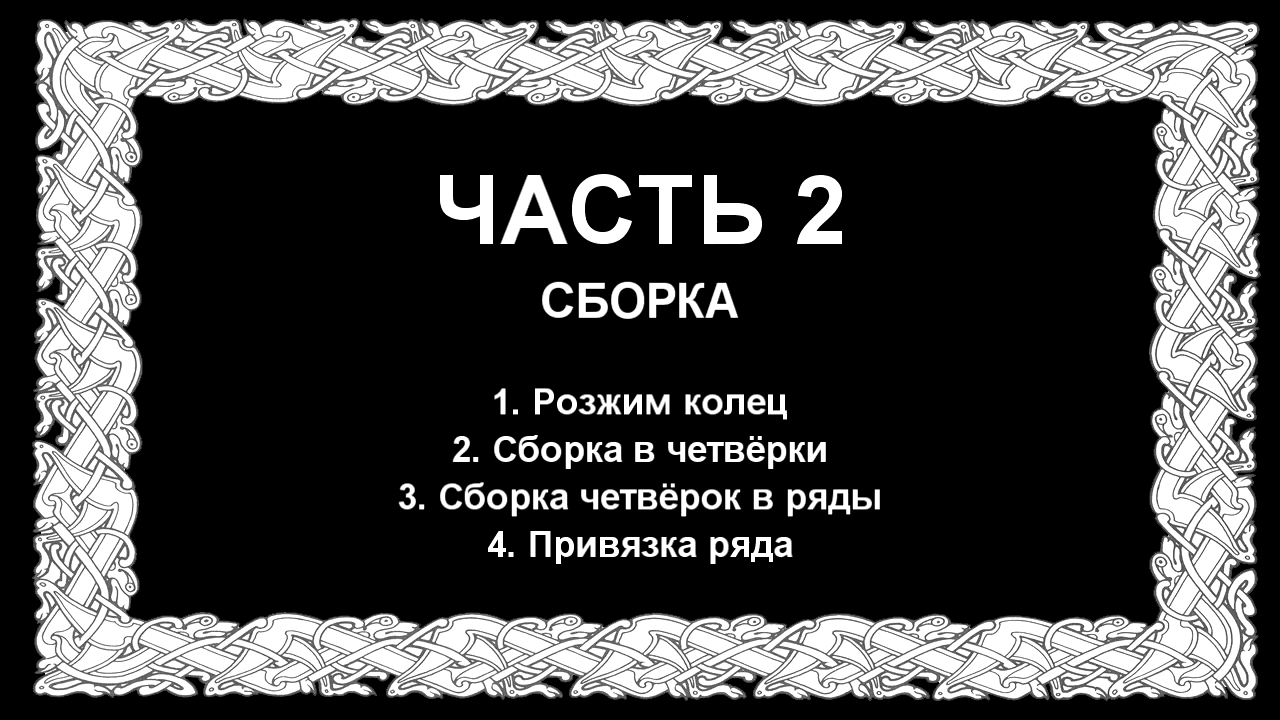 ЧАСТЬ 2
СБОРКА
1. Розжим колец
2. Сборка в четвёрки
3. Сборка четвёрок в ряды
4. Привязка ряда